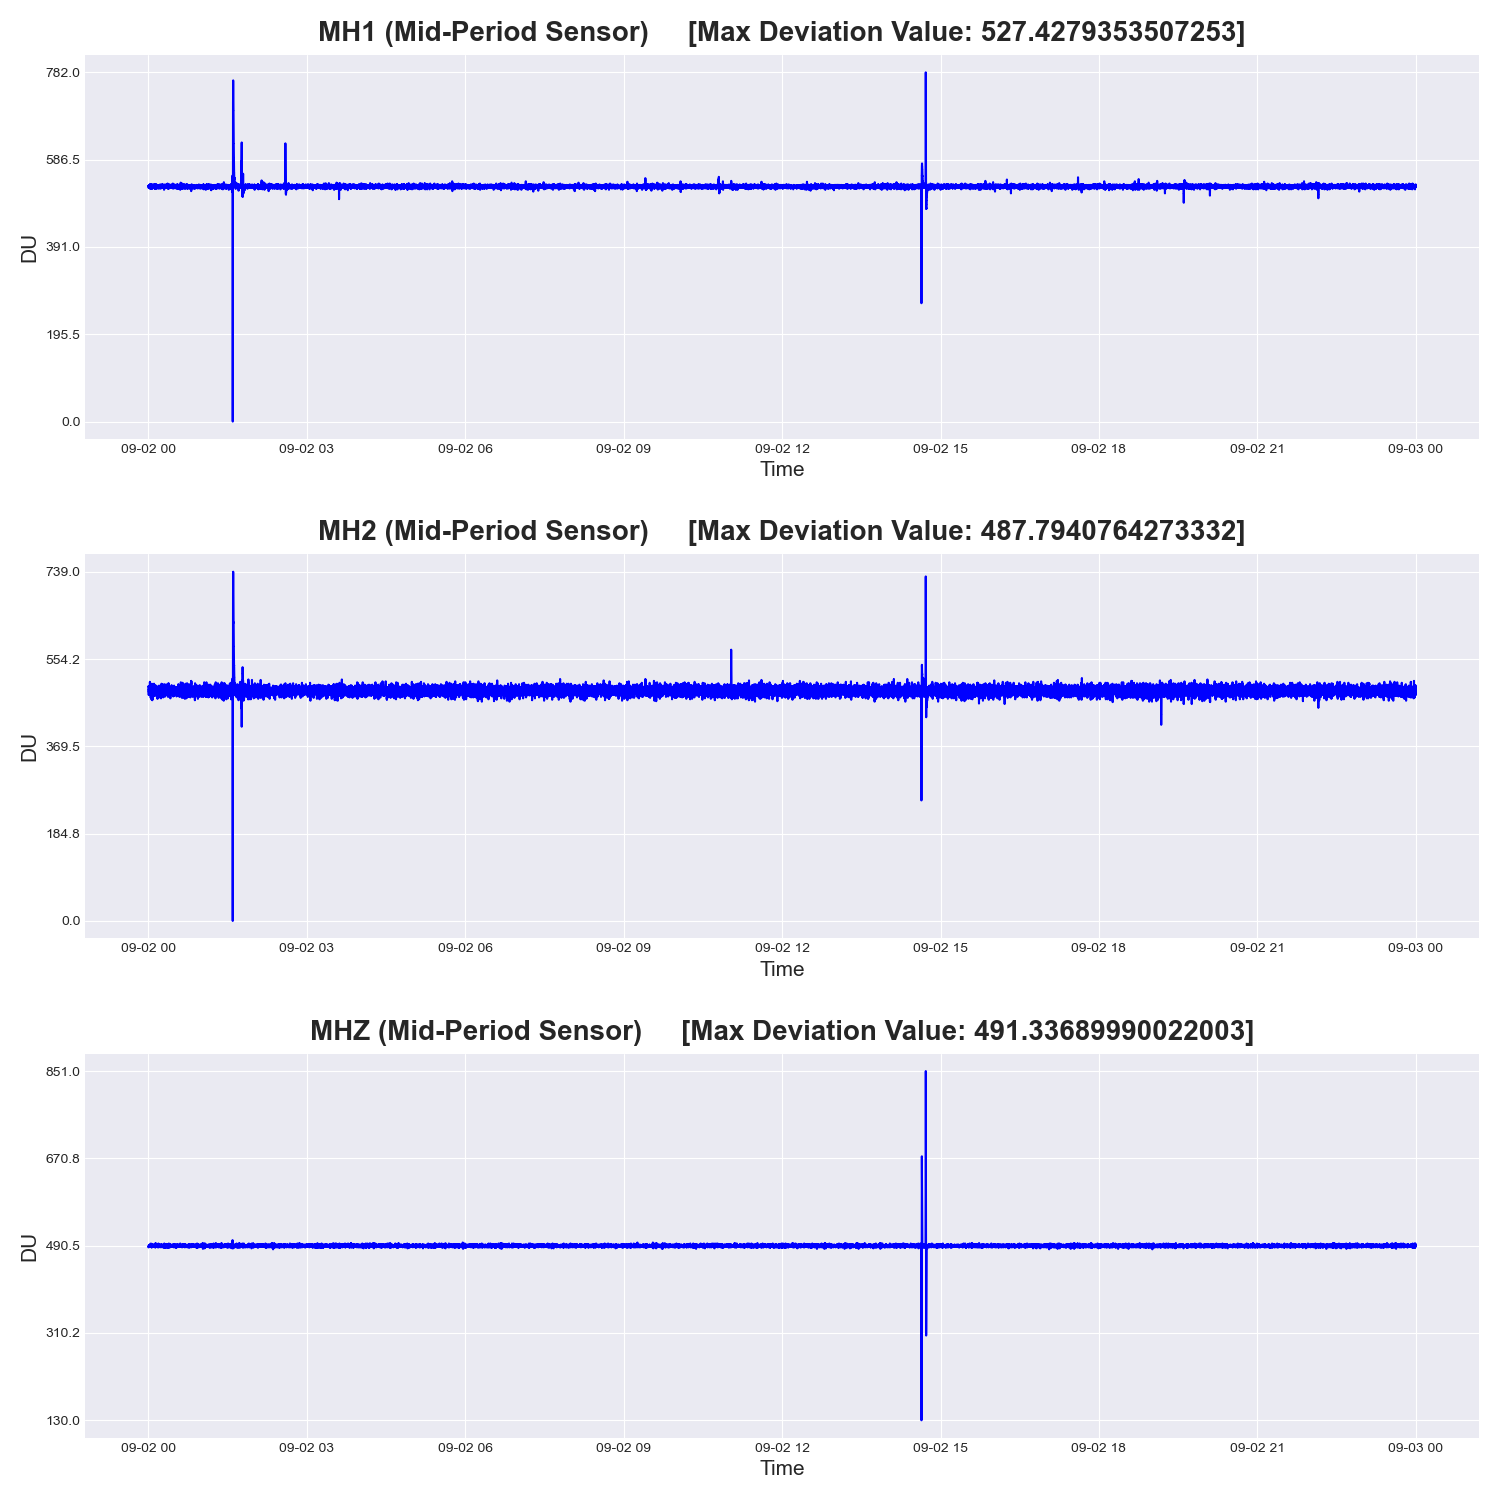 MH1 (Mid-Period Sensor) [Max Deviation Value: 527.4279353507253]
782.0
586.5
391.0
195.5
0.0
DU
09-02 00 09-02 03 09-02 06 09-02 09 09-02 12 09-02 15 09-02 18 09-02 21 09-03 00
Time
MH2 (Mid-Period Sensor) [Max Deviation Value: 487.7940764273332]
739.0
554.2
369.5
184.8
0.0
DU
09-02 00 09-02 03 09-02 06 09-02 09 09-02 12 09-02 15 09-02 18 09-02 21 09-03 00
Time
MHZ (Mid-Period Sensor) [Max Deviation Value: 491.33689990022003]
851.0
670.8
490.5
310.2
130.0
DU
09-02 00 09-02 03 09-02 06 09-02 09 09-02 12 09-02 15 09-02 18 09-02 21 09-03 00
Time